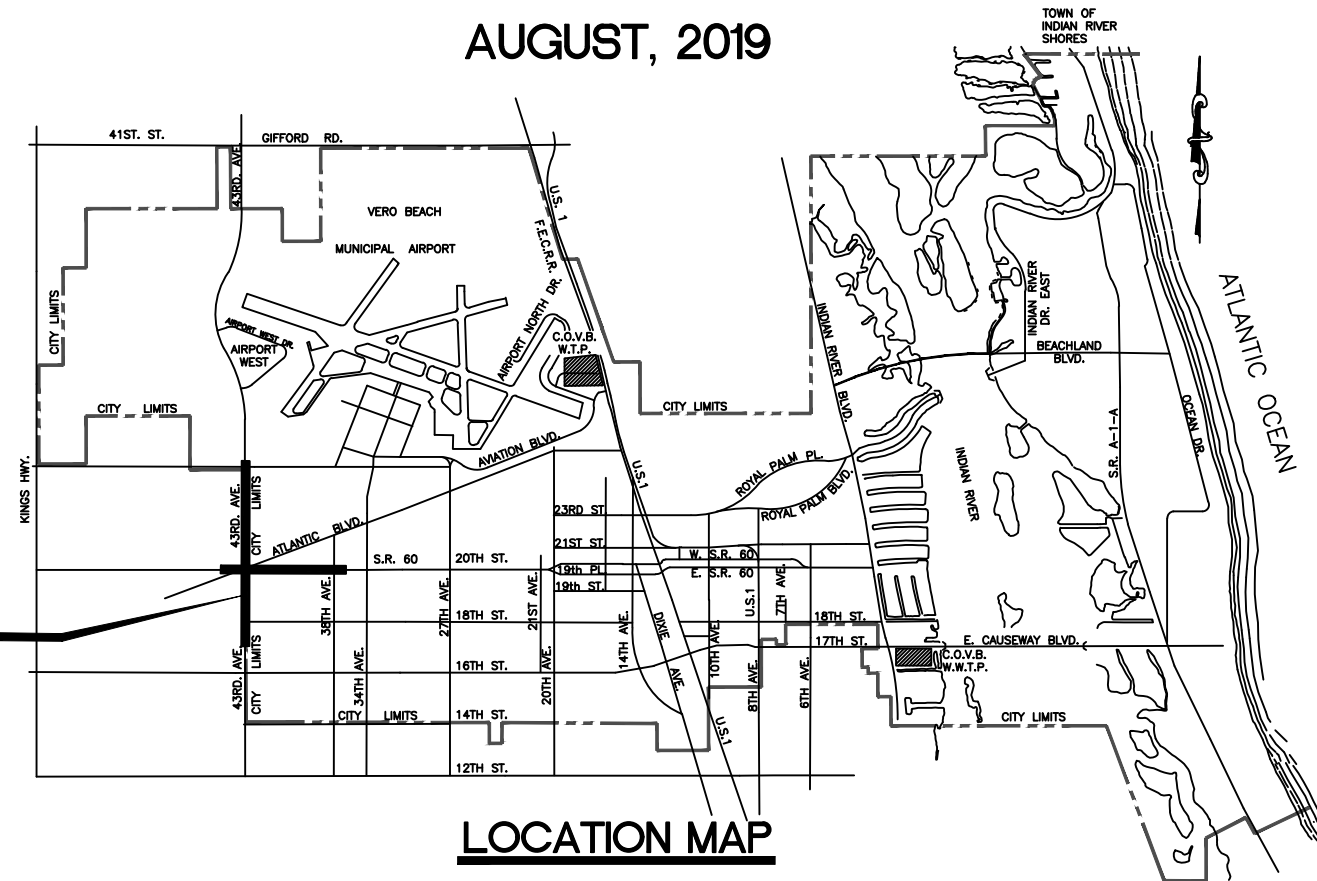 AUGUST, 2019
TOWN OF
INDIAN RIVER
SHORES
41ST. ST.
GIFFORD RD.
43RD. AVE.
U.S. 1
F.E.C.R.R.
VERO BEACH
MUNICIPAL AIRPORT
CITY LIMITS
AIRPORT WEST DR.
AIRPORT
WEST
AIRPORT NORTH DR.
C.O.V.B.
W.T.P.
INDIAN RIVER
BLVD.
INDIAN RIVER
DR. EAST
BEACHLAND
BLVD.
ATLANTIC OCEAN
OCEAN DR.
S.R. A-1-A
CITY LIMITS
CITY LIMITS
KINGS HWY.
AVIATION BLVD.
U.S.1
ROYAL PALM PL.
ROYAL PALM BLVD.
INDIAN RIVER
43RD. AVE.
CITY LIMITS
ATLANTIC BLVD.
23RD ST.
21ST ST.
S.R. 60
20TH ST.
W. S.R. 60
19th Pl.
E. S.R. 60
19th ST.
38TH AVE.
27TH AVE.
21ST AVE.
U.S.1
7TH AVE.
18TH ST.
14TH AVE.
DIXIE AVE.
10TH AVE.
18TH ST.
17TH ST.
E. CAUSEWAY BLVD.
C.O.V.B.
W.W.T.P.
43RD. AVE.
CITY LIMITS
34TH AVE.
16TH ST.
20TH AVE.
8TH AVE.
6TH AVE.
CITY LIMITS
14TH ST.
U.S.1
CITY LIMITS
12TH ST.
LOCATION MAP